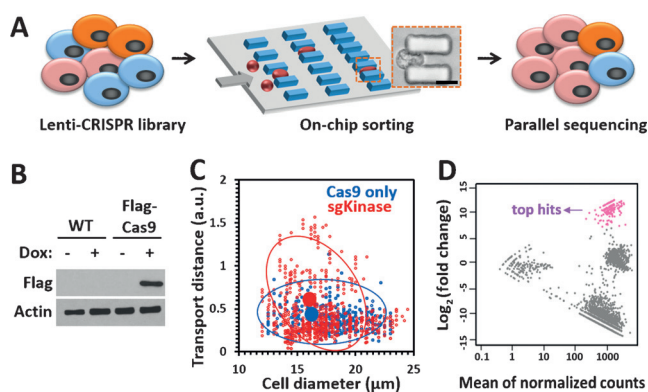 A
Lenti-CRISPR library
On-chip sorting
Parallel sequencing
B
WT
Flag-
Cas9
Dox: - + - +
Flag
Actin
C
Transport distance (a.u.)
2
1.5
1
0.5
0
Cas9 only
sgKinase
10 15 20 25
Cell diameter (μm)
D
Log2(fold change)
15
10
5
0
-5
-10
-15
top hits
0.1 1 10 100 1000
Mean of normalized counts